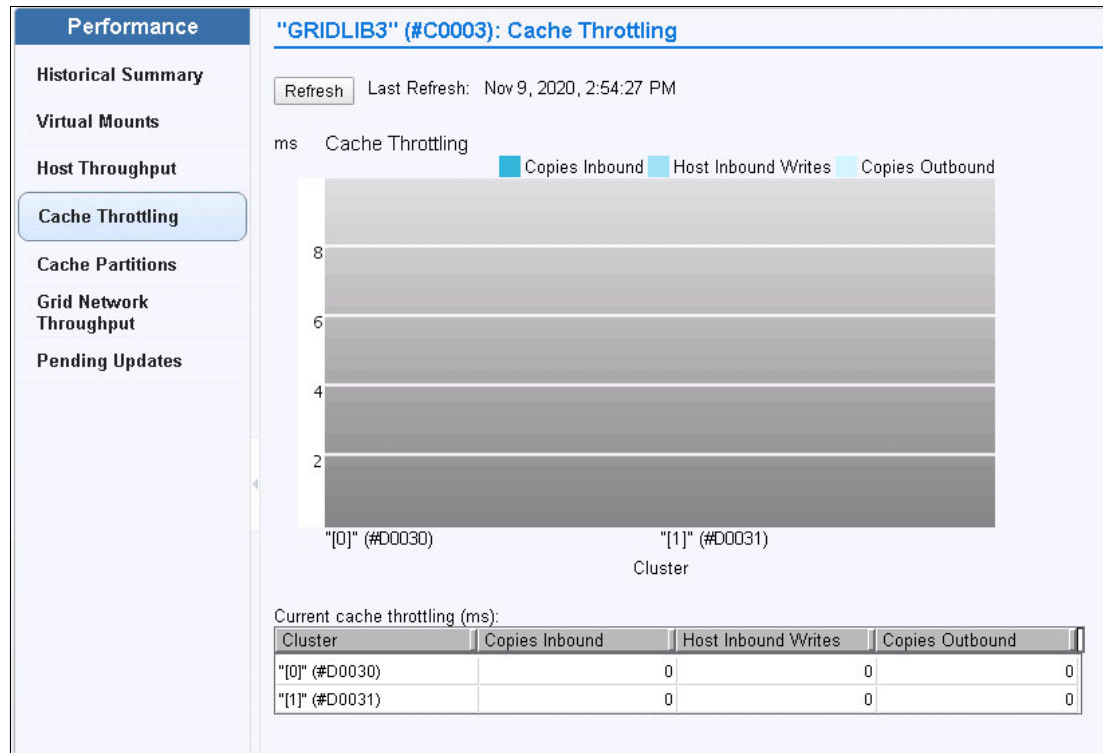 Performance
Historical Summary
Virtual Mounts
Host Throughput
Cache Throttling
Cache Partitions
Grid Network
Throughput
Pending Updates
"GRIDLIB3" (#C0003): Cache Throttling
Refresh Last Refresh: Nov 9, 2020, 2:54:27 PM
ms Cache Throttling
Copies Inbound Host Inbound Writes Copies Outbound
8
6
4
2
"[0]" (#D0030) "[1]" (#D0031)
Cluster
Current cache throttling (ms):
Cluster Copies Inbound Host Inbound Writes Copies Outbound
"[0]" (#D0030) 0 0 0
"[1]" (#D0031) 0 0 0